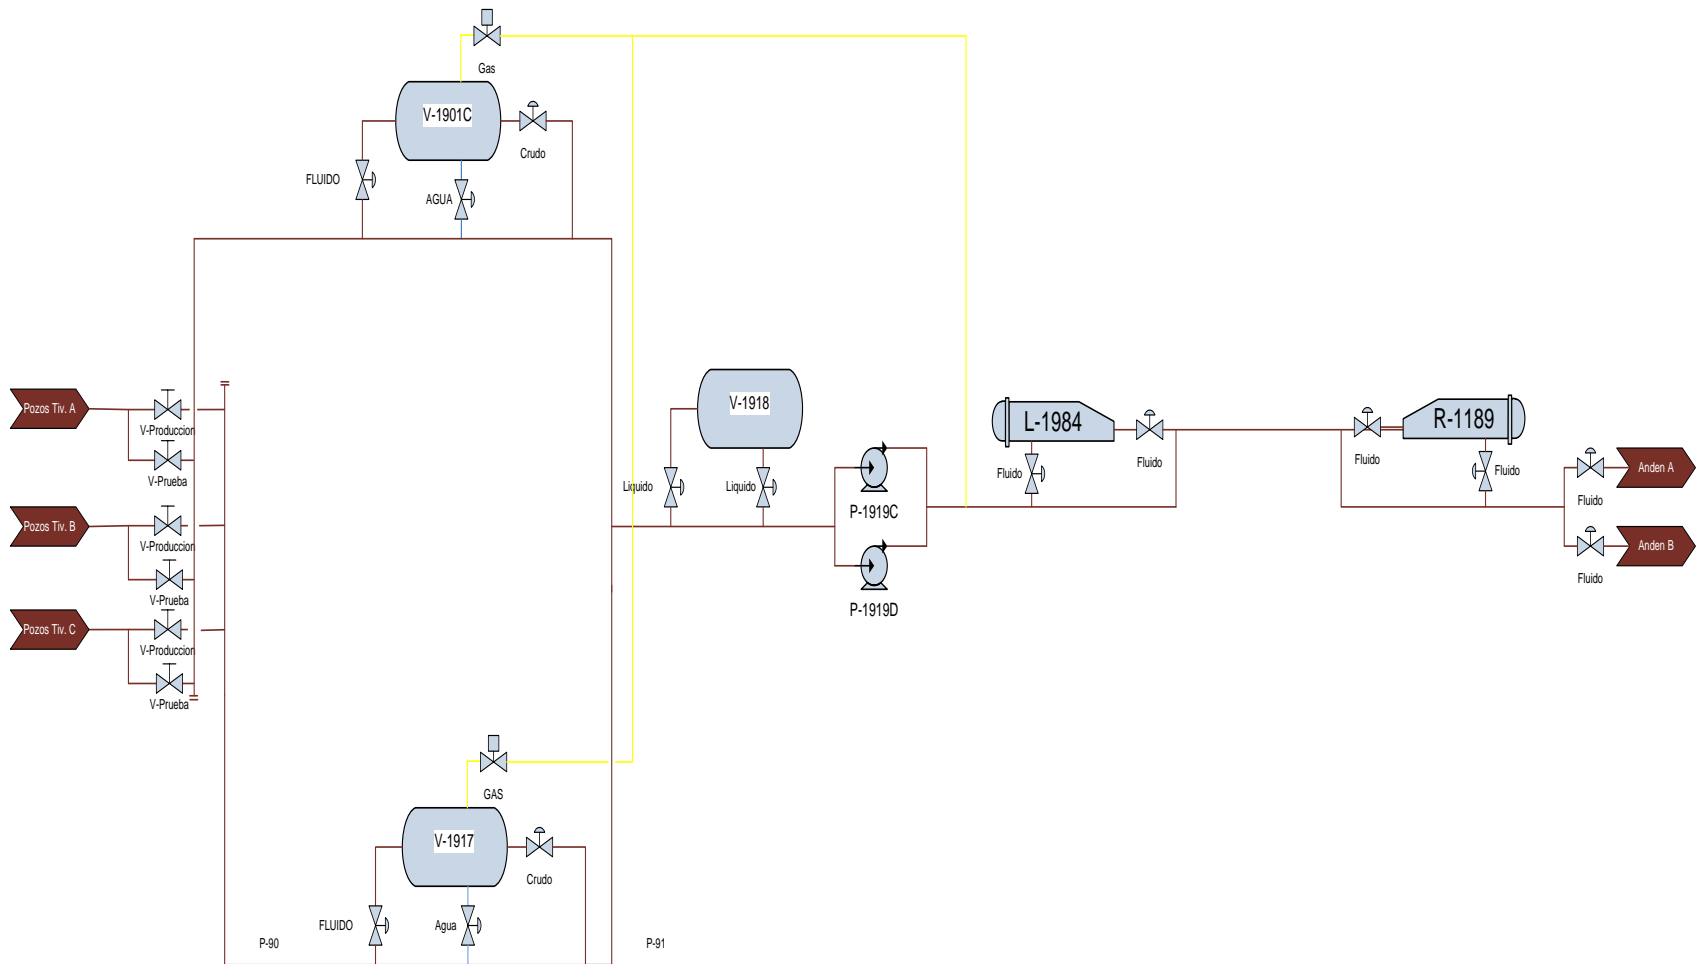 Gas
V-1901C
Crudo
FLUIDO
AGUA
Pozos Tiv. A
V-Produccion
V-Prueba
Pozos Tiv. B
V-Produccion
V-Prueba
Pozos Tiv. C
V-Produccion
V-Prueba
V-1918
Liquido
Liquido
P-1919C
P-1919D
L-1984
Fluido
Fluido
R-1189
Fluido
Fluido
Anden A
Fluido
Anden B
Fluido
GAS
V-1917
Crudo
FLUIDO
Agua
P-90
P-91